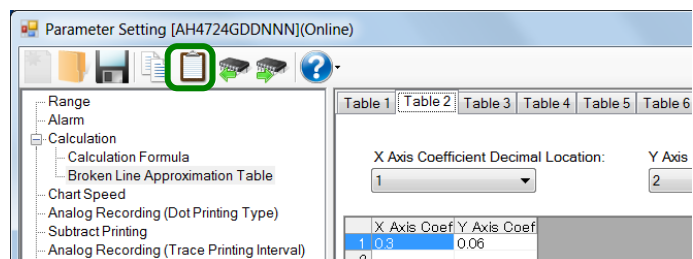 Parameter Setting [AH4724GDDNNN](Online)
?
Range
Alarm
Calculation
Calculation Formula
Broken Line Approximation Table
Chart Speed
Analog Recording (Dot Printing Type)
Subtract Printing
Analog Recording (Trace Printing Interval)
Table 1 Table 2 Table 3 Table 4 Table 5 Table 6
X Axis Coefficient Decimal Location: Y Axis
1 2
X Axis Coef Y Axis Coef
1 0.3 0.06